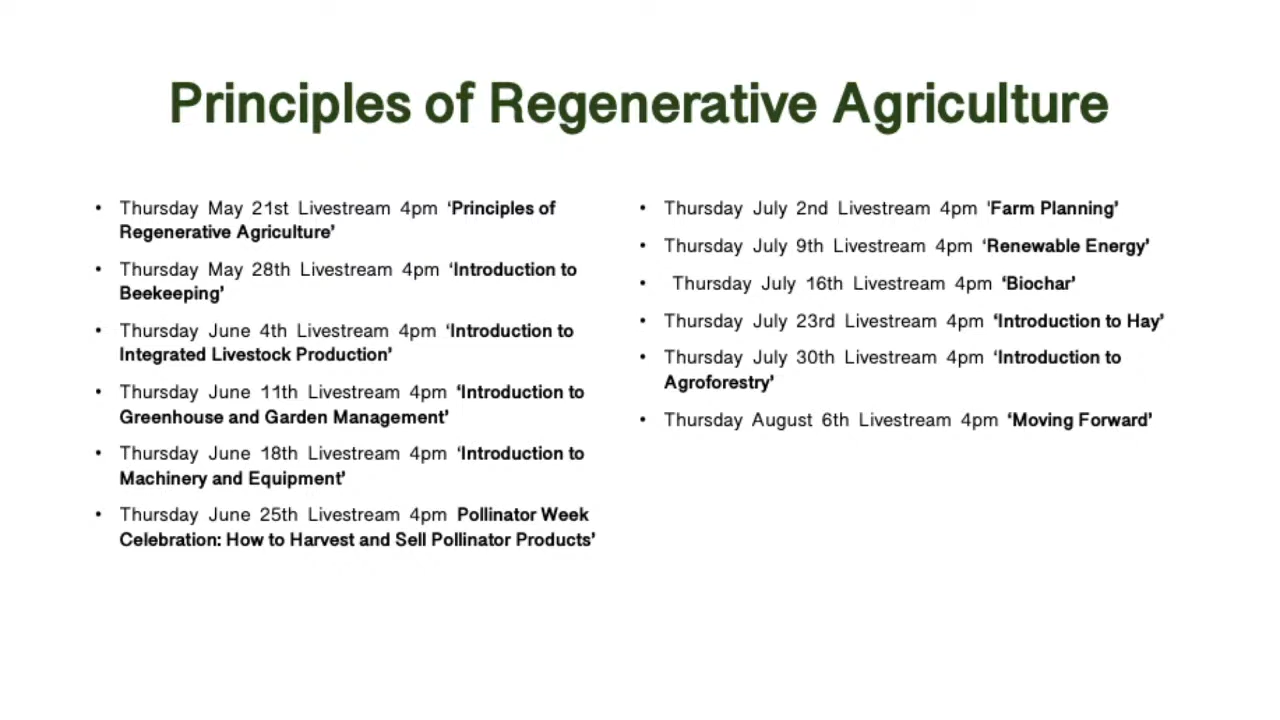 Principles of Regenerative Agriculture
• Thursday May 21st Livestream 4pm ‘Principles of
Regenerative Agriculture’
• Thursday May 28th Livestream 4pm ‘Introduction to
Beekeeping’
• Thursday June 4th Livestream 4pm ‘Introduction to
Integrated Livestock Production’
• Thursday June 11th Livestream 4pm ‘Introduction to
Greenhouse and Garden Management’
• Thursday June 18th Livestream 4pm ‘Introduction to
Machinery and Equipment’
• Thursday June 25th Livestream 4pm Pollinator Week
Celebration: How to Harvest and Sell Pollinator Products’
• Thursday July 2nd Livestream 4pm 'Farm Planning’
• Thursday July 9th Livestream 4pm ‘Renewable Energy’
• Thursday July 16th Livestream 4pm ‘Biochar’
• Thursday July 23rd Livestream 4pm ‘Introduction to Hay’
• Thursday July 30th Livestream 4pm ‘Introduction to
Agroforestry’
• Thursday August 6th Livestream 4pm ‘Moving Forward’